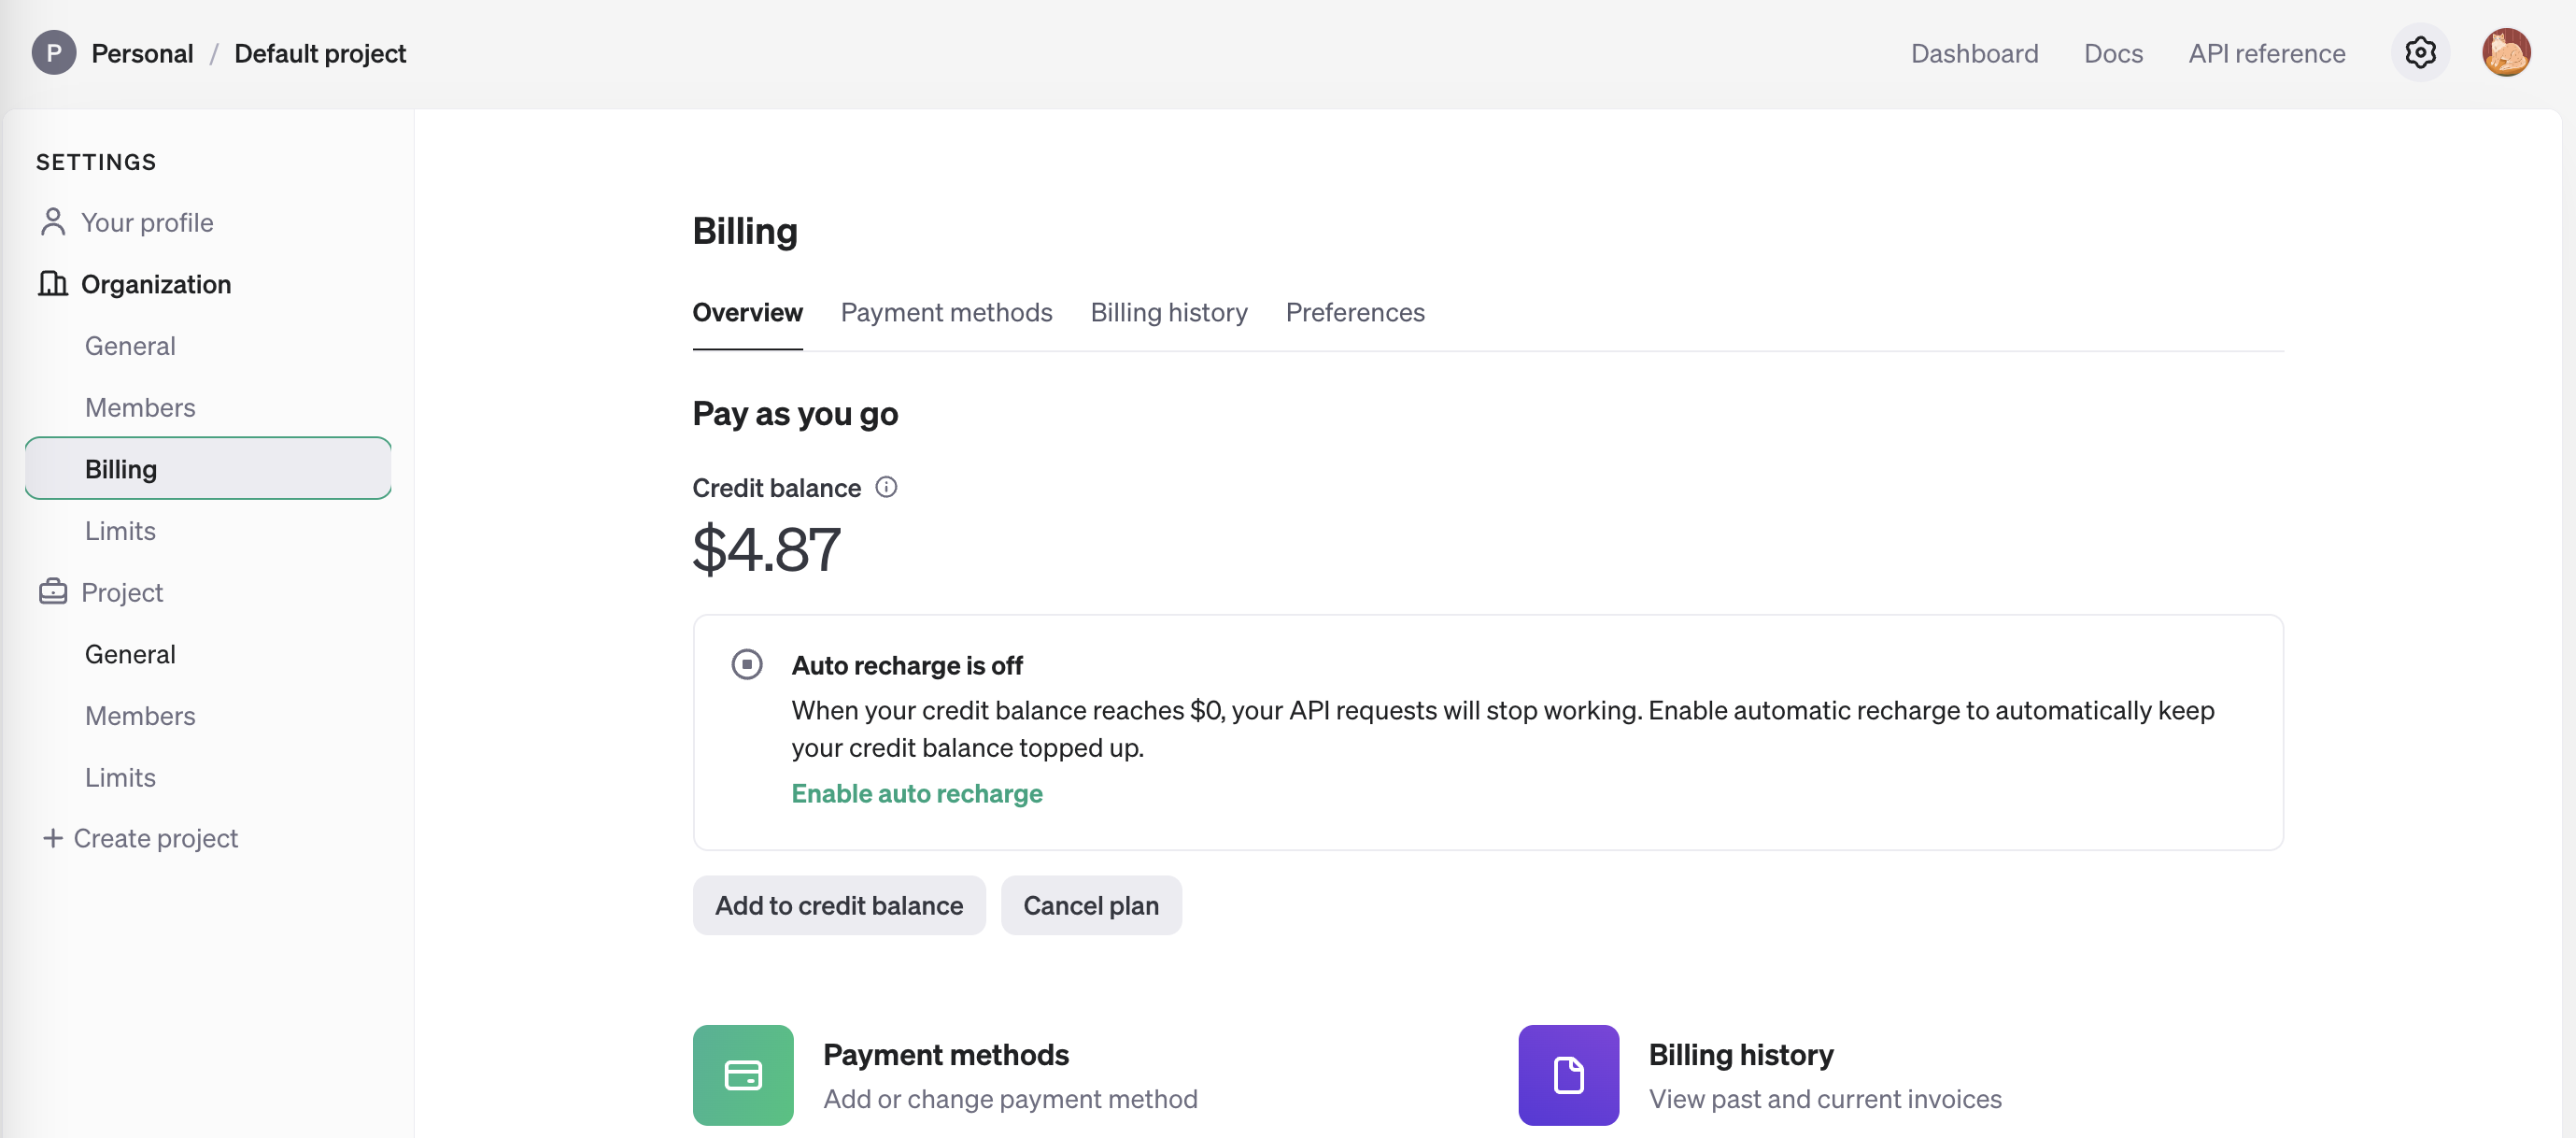 P Personal / Default project
Dashboard Docs API reference
SETTINGS
Your profile
Organization
General
Members
Billing
Limits
Project
General
Members
Limits
+ Create project
Billing
Overview Payment methods Billing history Preferences
Pay as you go
Credit balance
$4.87
Auto recharge is off
When your credit balance reaches $0, your API requests will stop working. Enable automatic recharge to automatically keep
your credit balance topped up.
Enable auto recharge
Add to credit balance Cancel plan
Payment methods
Add or change payment method
Billing history
View past and current invoices